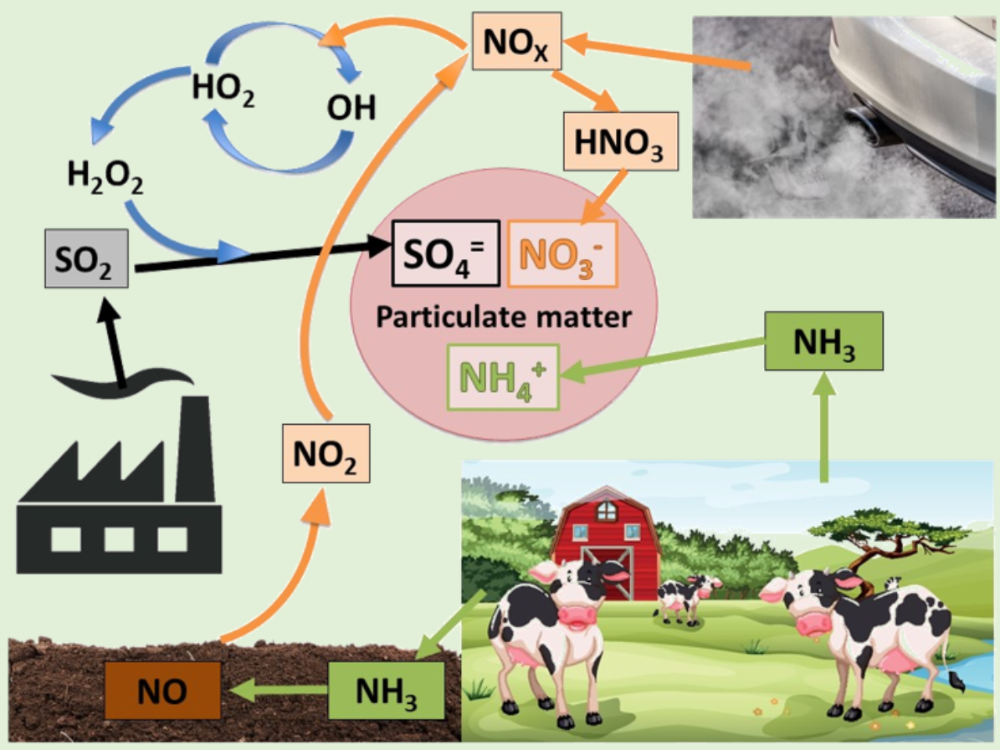 NOₓ
HO₂
OH
HNO₃
H₂O₂
SO₂
SO₄⁼
NO₃⁻
Particulate matter
NH₃
NH₄⁺
NO₂
NO
NH₃